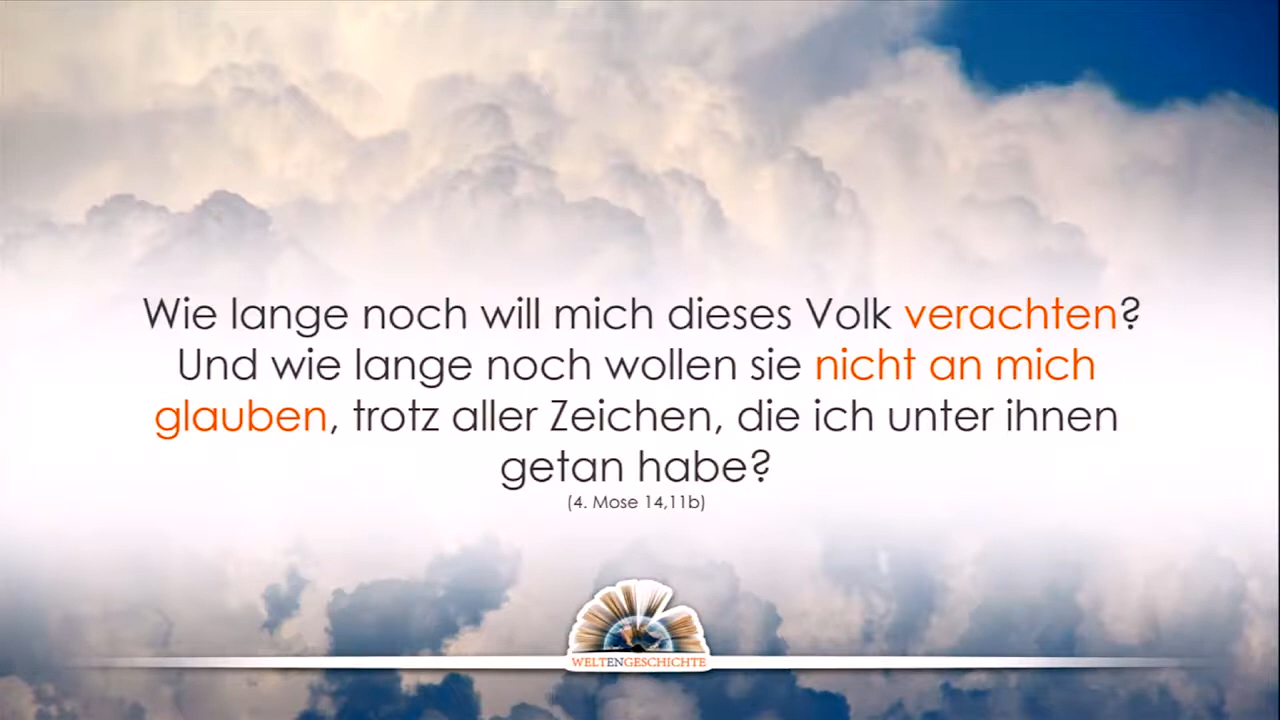 Wie lange noch will mich dieses Volk verachten?
Und wie lange noch wollen sie nicht an mich
glauben, trotz aller Zeichen, die ich unter ihnen
getan habe?
(4. Mose 14,11b)
WELTENGESCHICHTE